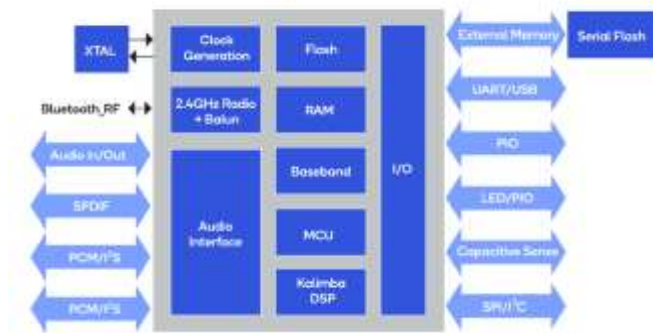 XTAL
Clock
Generation
Flash
External Memory
Serial Flash
Bluetooth_RF
2.4GHz Radio
+ Balun
RAM
UART/USB
Audio In/Out
Baseband
I/O
PIO
SPDIF
Audio
Interface
MCU
LED/PIO
PCM/I²S
Capacitive Sense
PCM/I²S
Kalimba
DSP
SPI/I²C